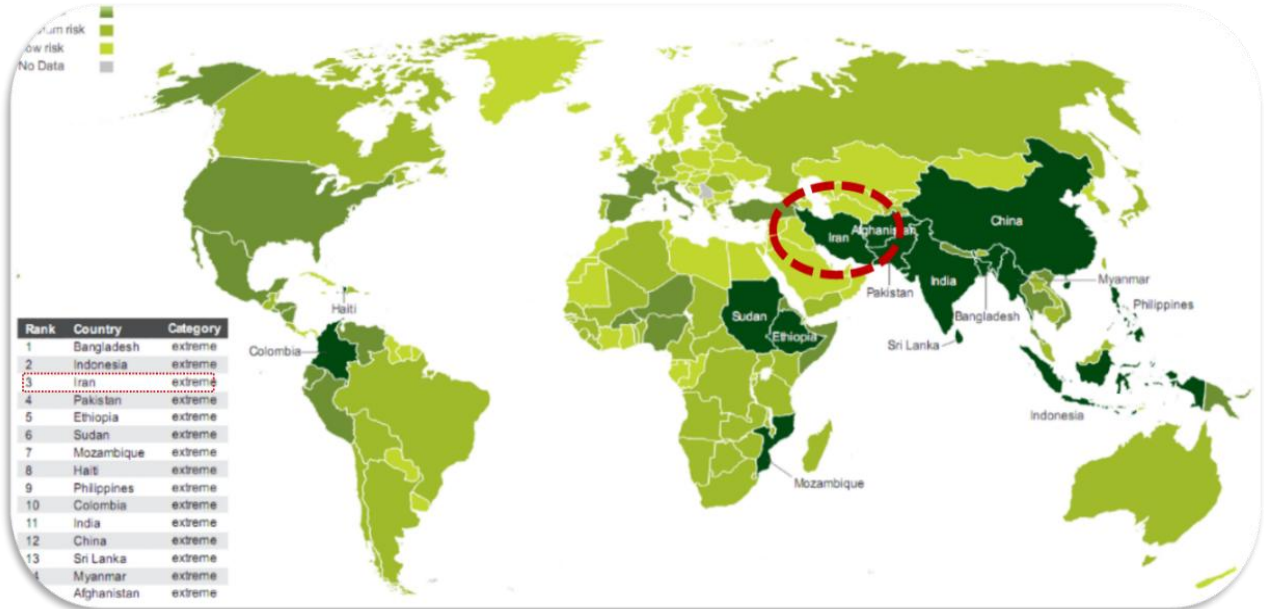 risk
risk
No Data
Rank Country Category
1 Bangladesh extreme
2 Indonesia extreme
3 Iran extreme
4 Pakistan extreme
5 Ethiopia extreme
6 Sudan extreme
7 Mozambique extreme
8 Haiti extreme
9 Philippines extreme
10 Colombia extreme
11 India extreme
12 China extreme
13 Sri Lanka extreme
Myanmar extreme
Afghanistan extreme
Haiti
Colombia
Sudan
Ethiopia
Mozambique
Iran
Afghanistan
Pakistan
India
China
Bangladesh
Sri Lanka
Myanmar
Philippines
Indonesia